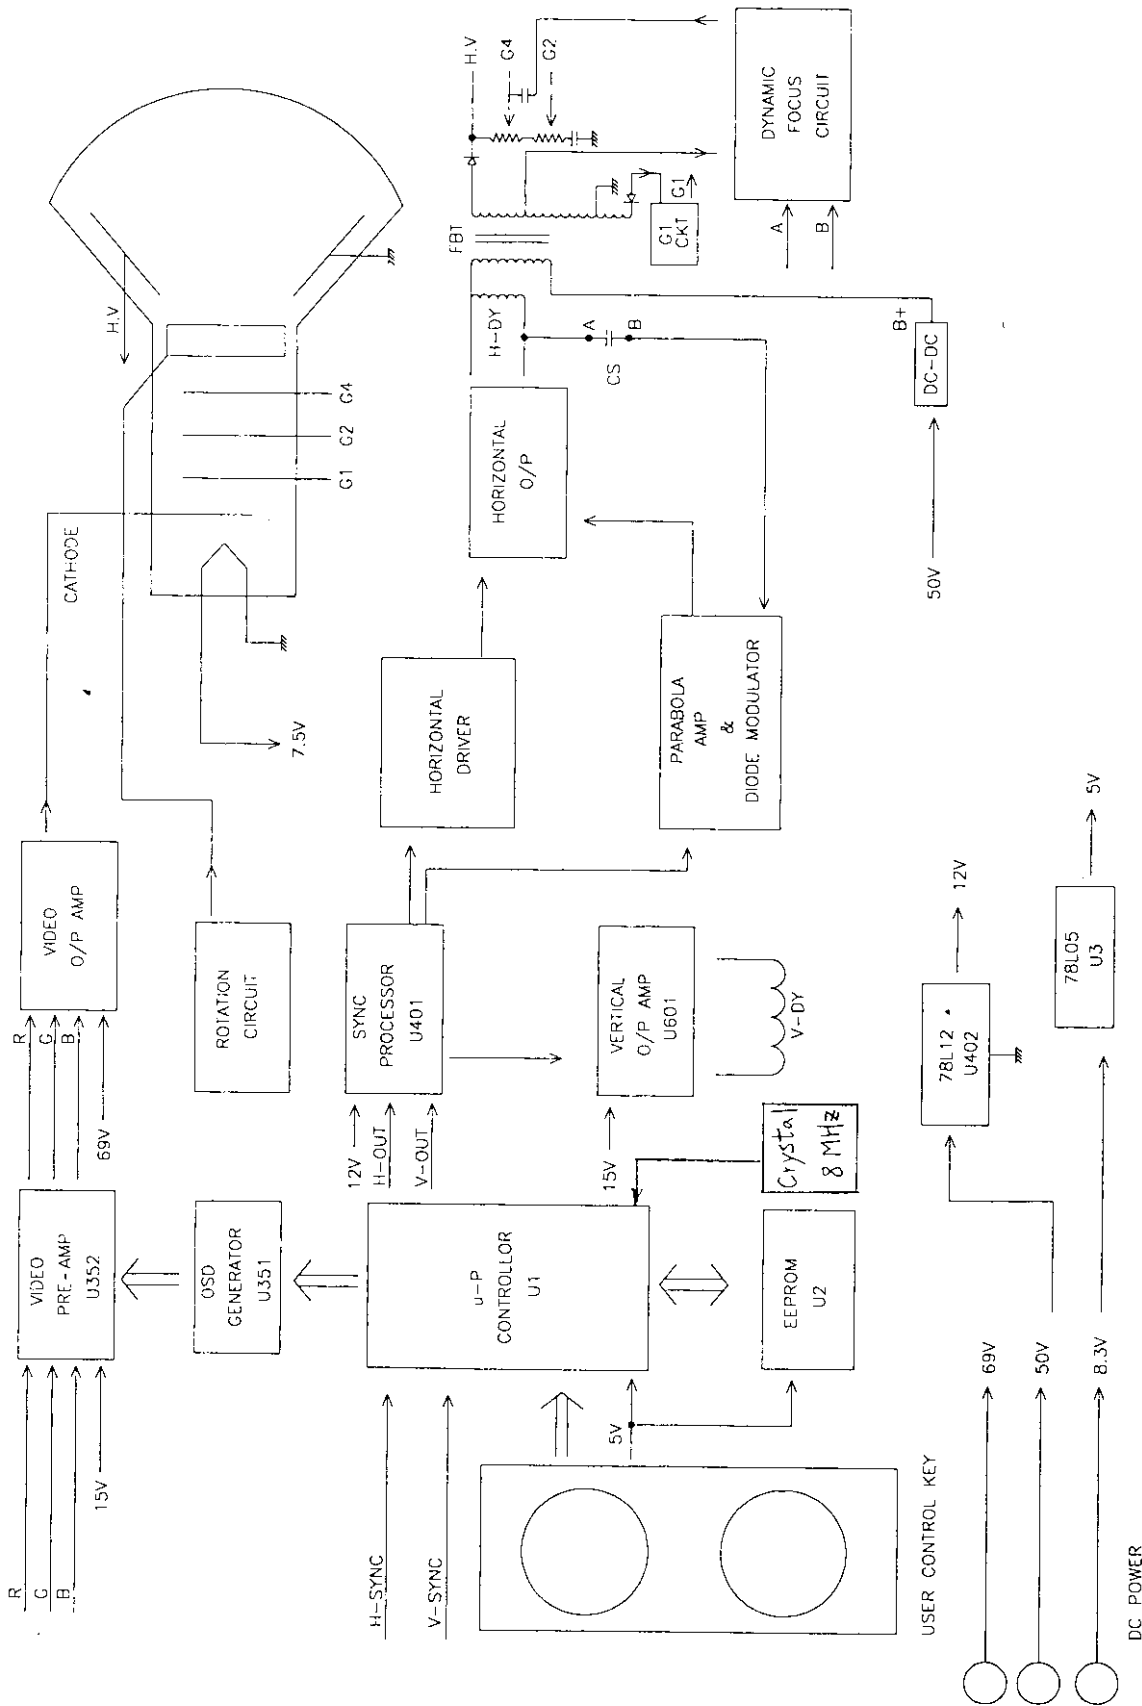 R
G
B
15V
VIDEO
PRE-AMP
U352
R
G
B
69V
VIDEO
O/P AMP
CATHODE
H.V
G1
G2
G4
7.5V
OSD
GENERATOR
U351
ROTATION
CIRCUIT
H-SYNC
V-SYNC
u-P
CONTROLLOR
U1
12V
H-OUT
V-OUT
SYNC
PROCESSOR
U401
HORIZONTAL
DRIVER
HORIZONTAL
O/P
H-DY
FBT
H.V
G4
G2
G1
CKT
G1
A
B
CS
5V
15V
VERTICAL
O/P AMP
U601
V-DY
PARABOLA
AMP
&
DIODE MODULATOR
A
B
DYNAMIC
FOCUS
CIRCUIT
EEPROM
U2
Crystal
8 MHz
USER CONTROL KEY
50V
DC-DC
B+
69V
50V
8.3V
78L12
U402
12V
78L05
U3
5V
DC POWER